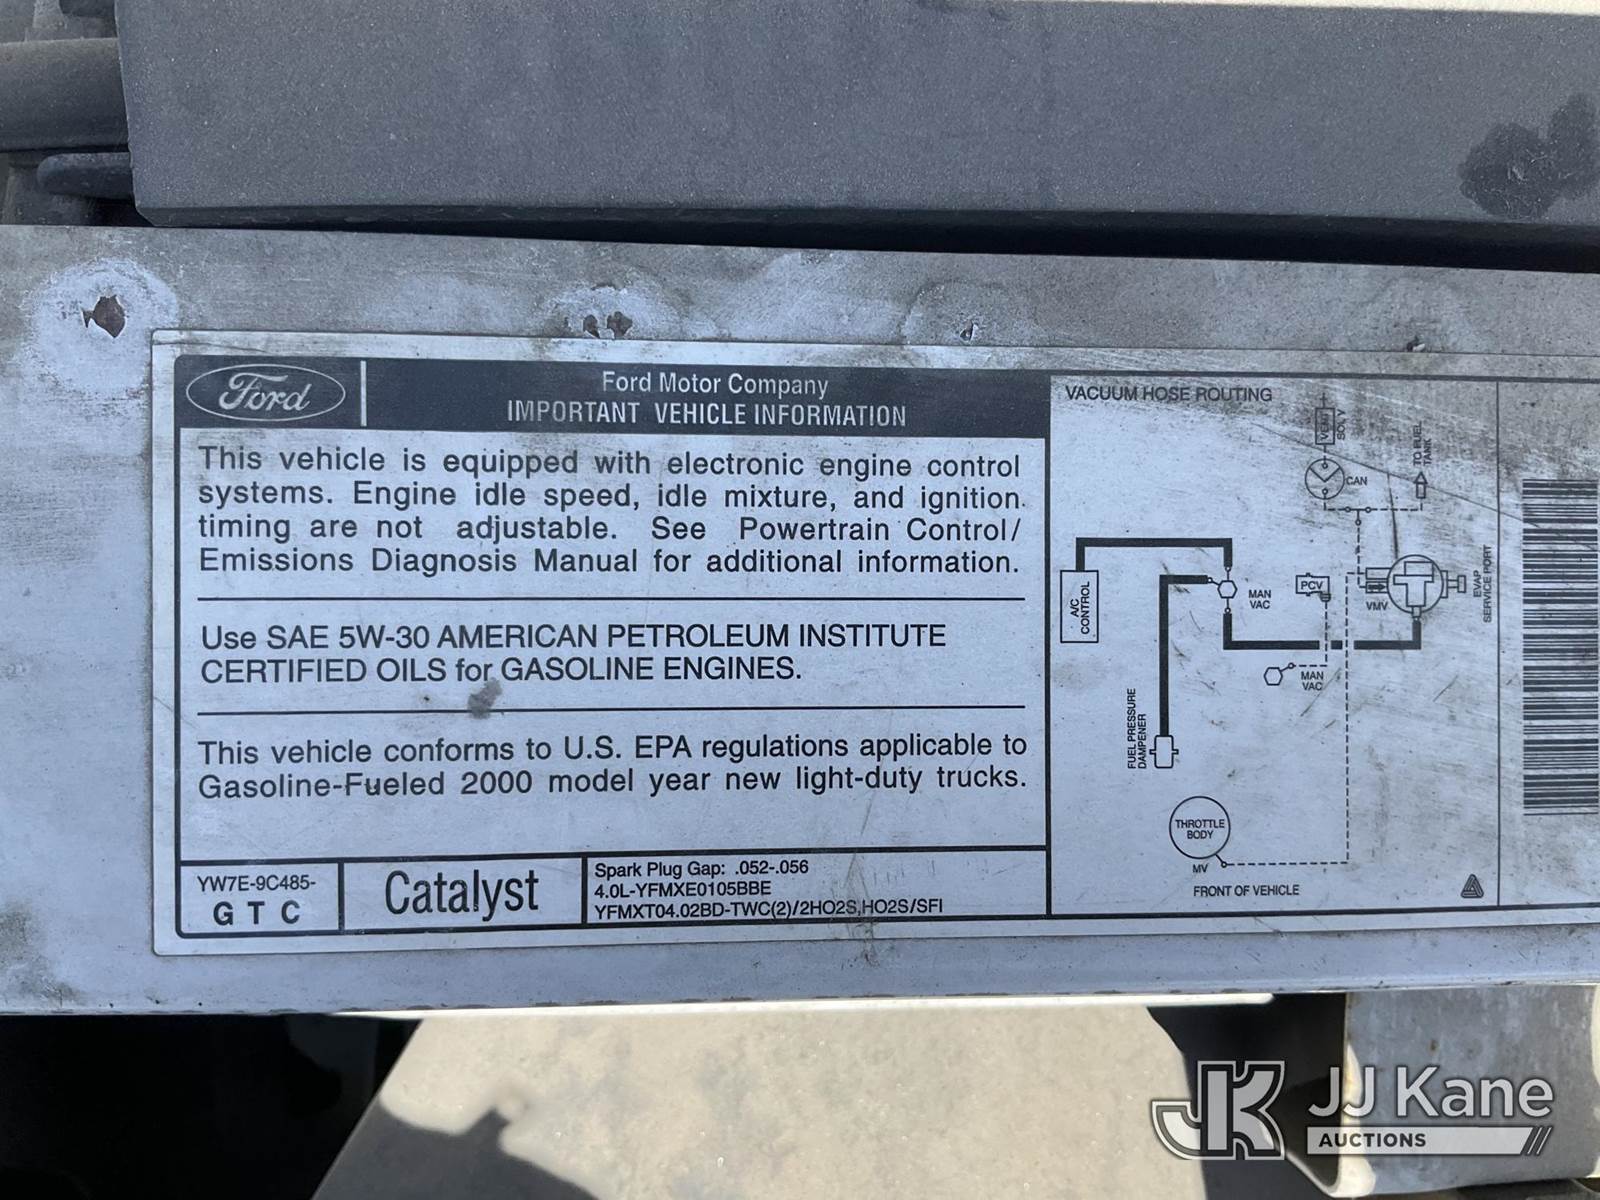 Ford
Ford Motor Company
IMPORTANT VEHICLE INFORMATION
This vehicle is equipped with electronic engine control
systems. Engine idle speed, idle mixture, and ignition
timing are not adjustable. See Powertrain Control/
Emissions Diagnosis Manual for additional information.
Use SAE 5W-30 AMERICAN PETROLEUM INSTITUTE
CERTIFIED OILS for GASOLINE ENGINES.
This vehicle conforms to U.S. EPA regulations applicable to
Gasoline-Fueled 2000 model year new light-duty trucks.
YW7E-9C485-
GTC
Catalyst
Spark Plug Gap: .052-.056
4.0L-YFMXE0105BBE
YFMXT04.02BD-TWC(2)/2HO2S,HO2S/SFI
VACUUM HOSE ROUTING
VENT
SOLV
TO FUEL
TANK
CAN
A/C
CONTROL
MAN
VAC
PCV
VMV
EVAP
SERVICE PORT
MAN
VAC
FUEL PRESSURE
DAMPENER
THROTTLE
BODY
MV
FRONT OF VEHICLE
JJ Kane
AUCTIONS